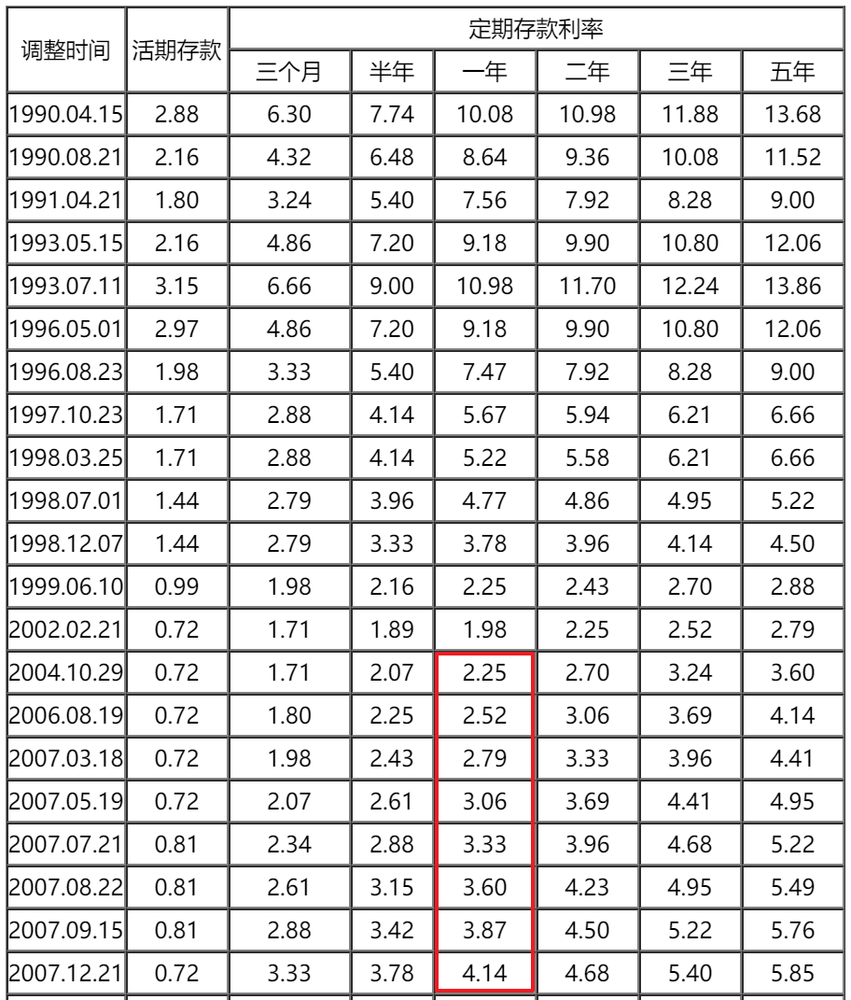 调整时间 活期存款 定期存款利率
三个月 半年 一年 二年 三年 五年
1990.04.15 2.88 6.30 7.74 10.08 10.98 11.88 13.68
1990.08.21 2.16 4.32 6.48 8.64 9.36 10.08 11.52
1991.04.21 1.80 3.24 5.40 7.56 7.92 8.28 9.00
1993.05.15 2.16 4.86 7.20 9.18 9.90 10.80 12.06
1993.07.11 3.15 6.66 9.00 10.98 11.70 12.24 13.86
1996.05.01 2.97 4.86 7.20 9.18 9.90 10.80 12.06
1996.08.23 1.98 3.33 5.40 7.47 7.92 8.28 9.00
1997.10.23 1.71 2.88 4.14 5.67 5.94 6.21 6.66
1998.03.25 1.71 2.88 4.14 5.22 5.58 6.21 6.66
1998.07.01 1.44 2.79 3.96 4.77 4.86 4.95 5.22
1998.12.07 1.44 2.79 3.33 3.78 3.96 4.14 4.50
1999.06.10 0.99 1.98 2.16 2.25 2.43 2.70 2.88
2002.02.21 0.72 1.71 1.89 1.98 2.25 2.52 2.79
2004.10.29 0.72 1.71 2.07 2.25 2.70 3.24 3.60
2006.08.19 0.72 1.80 2.25 2.52 3.06 3.69 4.14
2007.03.18 0.72 1.98 2.43 2.79 3.33 3.96 4.41
2007.05.19 0.72 2.07 2.61 3.06 3.69 4.41 4.95
2007.07.21 0.81 2.34 2.88 3.33 3.96 4.68 5.22
2007.08.22 0.81 2.61 3.15 3.60 4.23 4.95 5.49
2007.09.15 0.81 2.88 3.42 3.87 4.50 5.22 5.76
2007.12.21 0.72 3.33 3.78 4.14 4.68 5.40 5.85